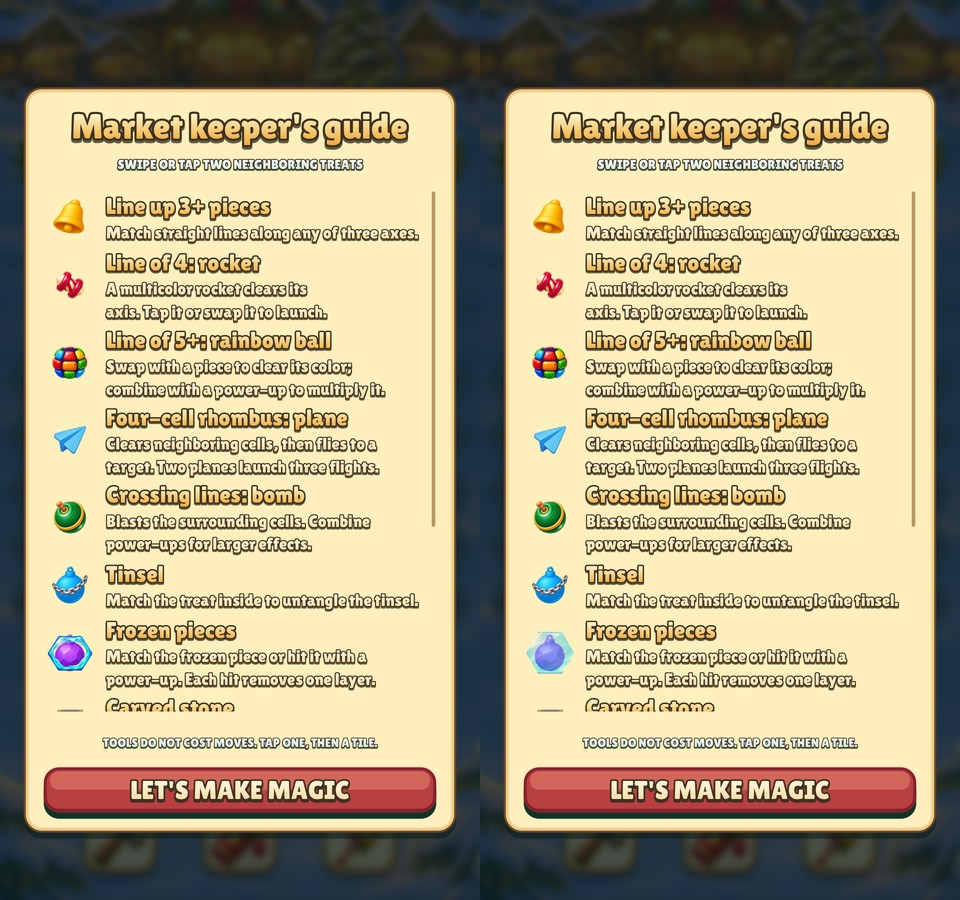 Market keeper's guide
SWIPE OR TAP TWO NEIGHBORING TREATS
Line up 3+ pieces
Match straight lines along any of three axes.
Line of 4: rocket
A multicolor rocket clears its
axis. Tap it or swap it to launch.
Line of 5+: rainbow ball
Swap with a piece to clear its color;
combine with a power-up to multiply it.
Four-cell rhombus: plane
Clears neighboring cells, then flies to a
target. Two planes launch three flights.
Crossing lines: bomb
Blasts the surrounding cells. Combine
power-ups for larger effects.
Tinsel
Match the treat inside to untangle the tinsel.
Frozen pieces
Match the frozen piece or hit it with a
power-up. Each hit removes one layer.
Carved stone
TOOLS DO NOT COST MOVES. TAP ONE, THEN A TILE.
LET'S MAKE MAGIC
Market keeper's guide
SWIPE OR TAP TWO NEIGHBORING TREATS
Line up 3+ pieces
Match straight lines along any of three axes.
Line of 4: rocket
A multicolor rocket clears its
axis. Tap it or swap it to launch.
Line of 5+: rainbow ball
Swap with a piece to clear its color;
combine with a power-up to multiply it.
Four-cell rhombus: plane
Clears neighboring cells, then flies to a
target. Two planes launch three flights.
Crossing lines: bomb
Blasts the surrounding cells. Combine
power-ups for larger effects.
Tinsel
Match the treat inside to untangle the tinsel.
Frozen pieces
Match the frozen piece or hit it with a
power-up. Each hit removes one layer.
Carved stone
TOOLS DO NOT COST MOVES. TAP ONE, THEN A TILE.
LET'S MAKE MAGIC